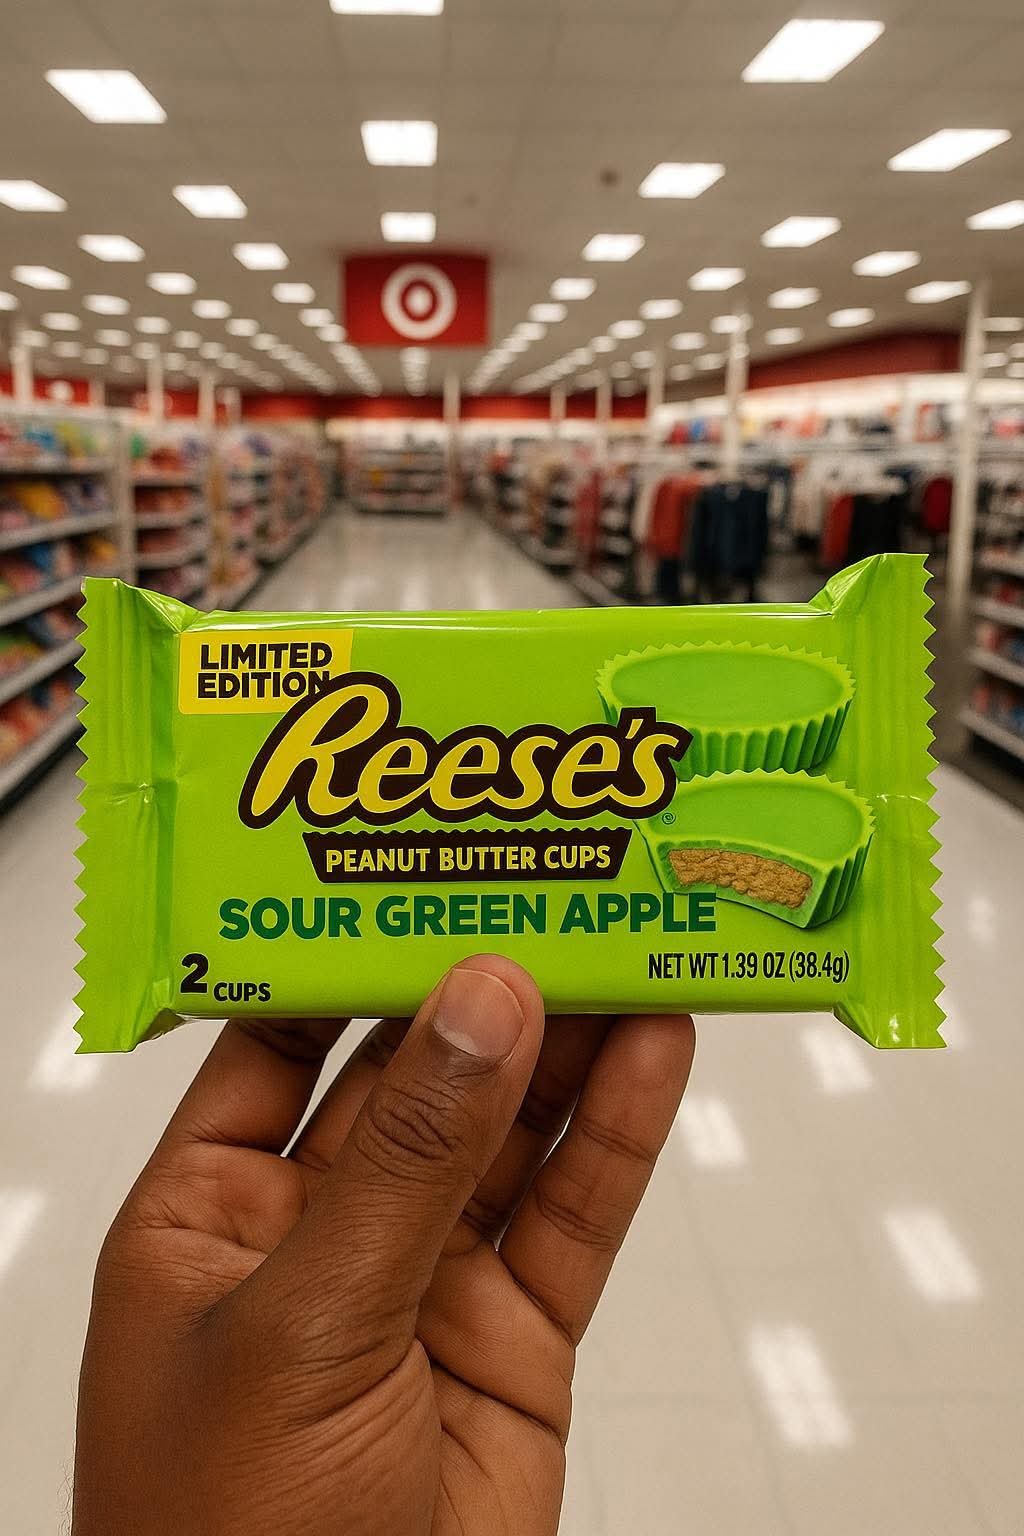 LIMITED
EDITION
Reese's
®
PEANUT BUTTER CUPS
SOUR GREEN APPLE
2 CUPS
NET WT 1.39 OZ (38.4g)